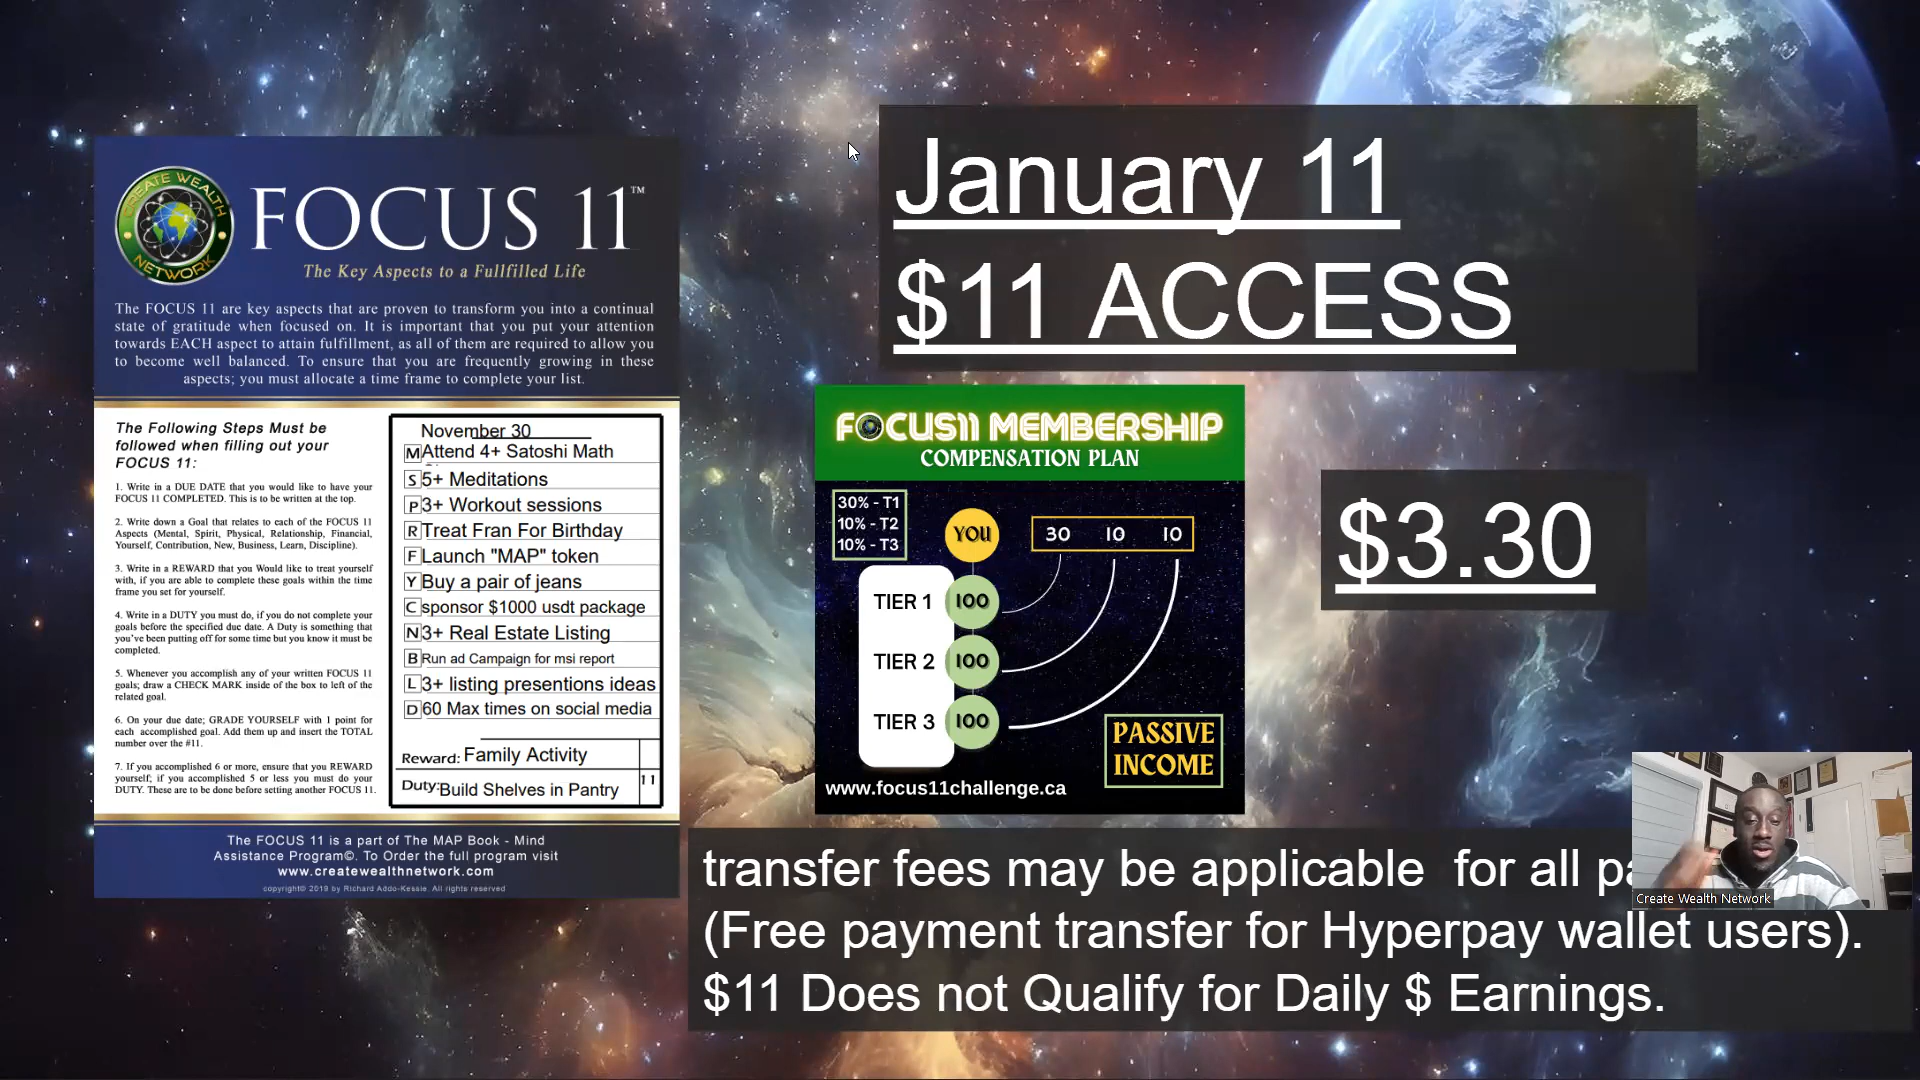 CREATE WEALTH
NETWORK
FOCUS 11™
The Key Aspects to a Fullfilled Life
The FOCUS 11 are key aspects that are proven to transform you into a continual
state of gratitude when focused on. It is important that you put your attention
towards EACH aspect to attain fulfillment, as all of them are required to allow you
to become well balanced. To ensure that you are frequently growing in these
aspects; you must allocate a time frame to complete your list.
The Following Steps Must be
followed when filling out your
FOCUS 11:
1. Write in a DUE DATE that you would like to have your
FOCUS 11 COMPLETED. This is to be written at the top.
2. Write down a Goal that relates to each of the FOCUS 11
Aspects (Mental, Spirit, Physical, Relationship, Financial,
Yourself, Contribution, New, Business, Learn, Discipline).
3. Write in a REWARD that you Would like to treat yourself
with, if you are able to complete these goals within the time
frame you set for yourself.
4. Write in a DUTY you must do, if you do not complete your
goals before the specified due date. A Duty is something that
you've been putting off for some time but you know it must be
completed.
5. Whenever you accomplish any of your written FOCUS 11
goals; draw a CHECK MARK inside of the box to left of the
related goal.
6. On your due date; GRADE YOURSELF with 1 point for
each accomplished goal. Add them up and insert the TOTAL
number over the #11.
7. If you accomplished 6 or more, ensure that you REWARD
yourself; if you accomplished 5 or less you must do your
DUTY. These are to be done before setting another FOCUS 11.
November 30
M Attend 4+ Satoshi Math
S 5+ Meditations
P 3+ Workout sessions
R Treat Fran For Birthday
F Launch "MAP" token
Y Buy a pair of jeans
C sponsor $1000 usdt package
N 3+ Real Estate Listing
B Run ad Campaign for msi report
L 3+ listing presentions ideas
D 60 Max times on social media
Reward: Family Activity
Duty: Build Shelves in Pantry
11
The FOCUS 11 is a part of The MAP Book - Mind
Assistance Program©. To Order the full program visit
www.createwealthnetwork.com
copyright© 2019 by Richard Addo-Kessie. All rights reserved
January 11
$11 ACCESS
FOCUS11 MEMBERSHIP
COMPENSATION PLAN
30% - T1
10% - T2
10% - T3
YOU
30 10 10
TIER 1 100
TIER 2 100
TIER 3 100
PASSIVE
INCOME
www.focus11challenge.ca
$3.30
transfer fees may be applicable for all
(Free payment transfer for Hyperpay wallet users).
$11 Does not Qualify for Daily $ Earnings.
Create Wealth Network